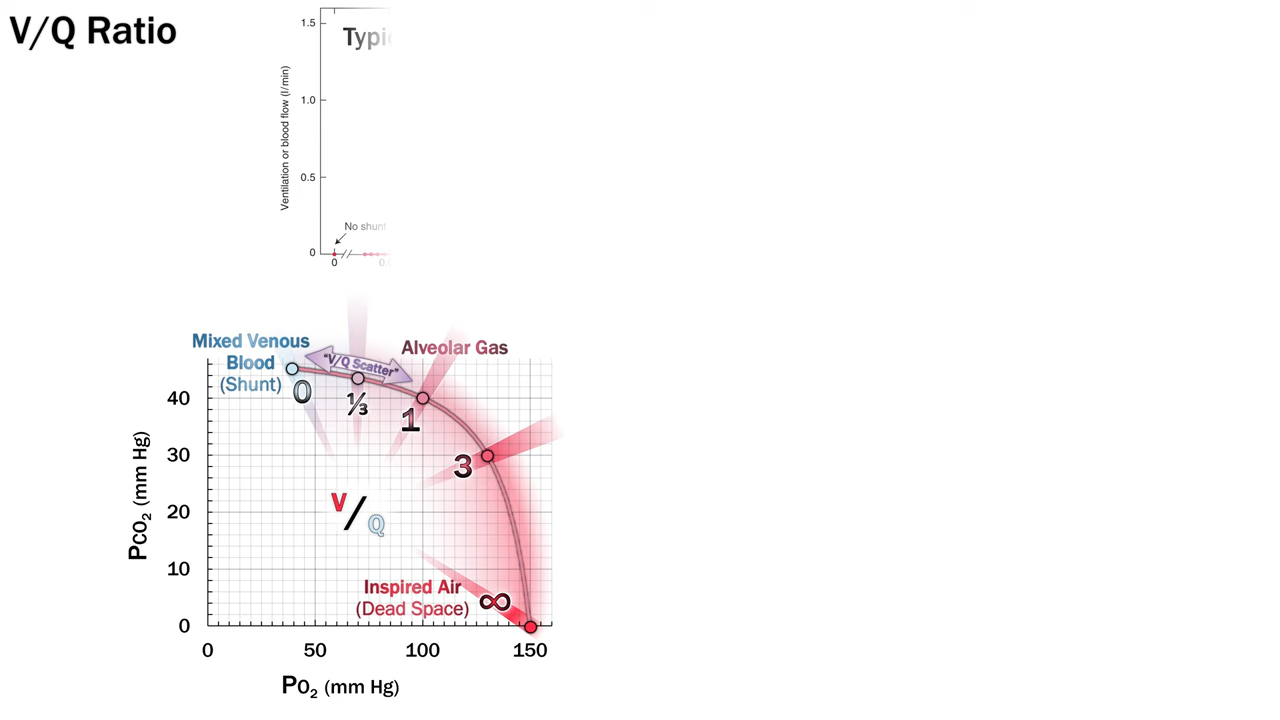 V/Q Ratio
1.5
1.0
0.5
0
Ventilation or blood flow (l/min)
No shunt
0
Mixed Venous
Blood
(Shunt)
"V/Q Scatter"
Alveolar Gas
0
⅓
1
3
∞
V/Q
Inspired Air
(Dead Space)
40
30
20
10
0
PCO₂ (mm Hg)
0 50 100 150
PO₂ (mm Hg)